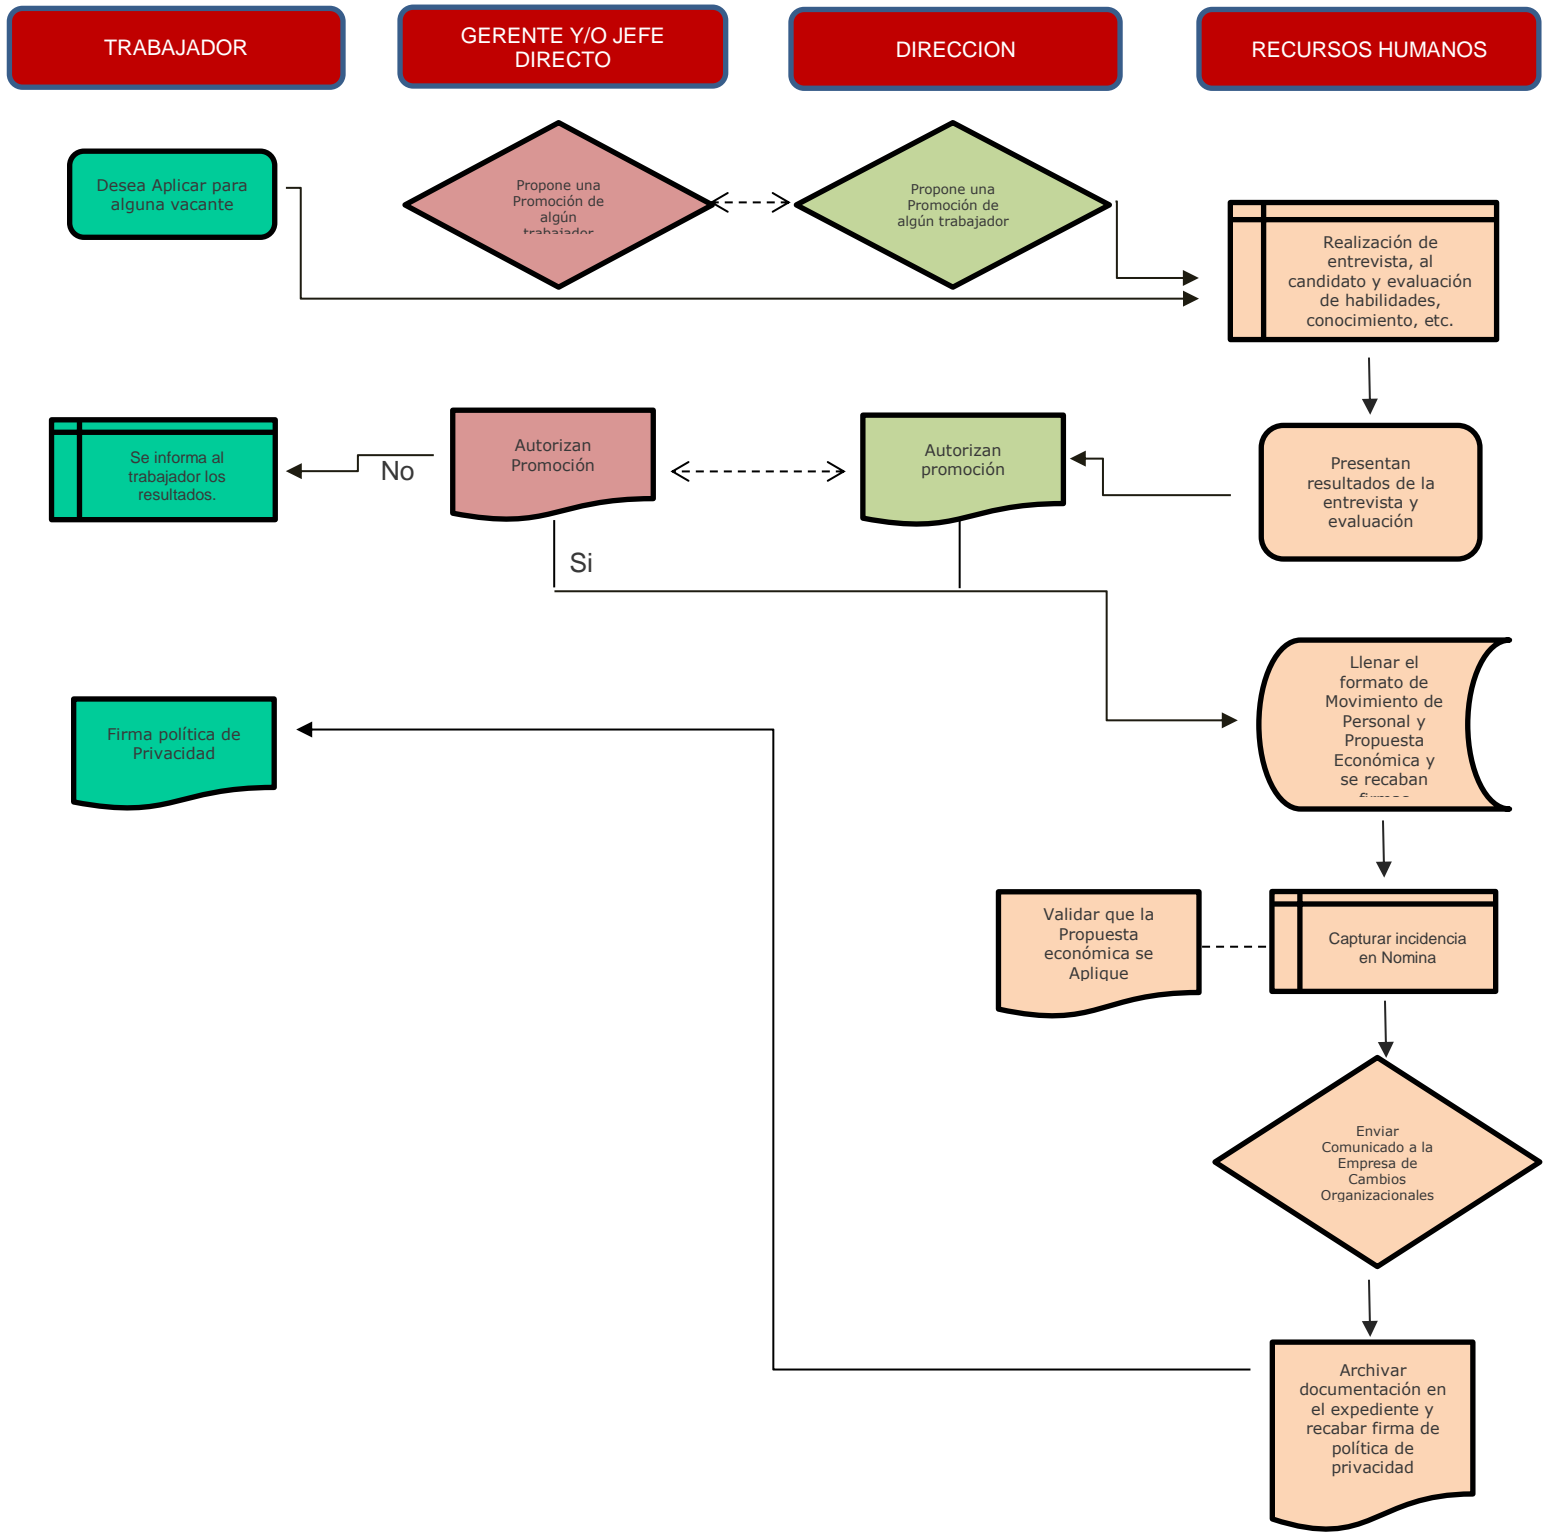 TRABAJADOR
GERENTE Y/O JEFE
DIRECTO
DIRECCION
RECURSOS HUMANOS
Desea Aplicar para
alguna vacante
Propone una
Promoción de
algún
trabajador
Propone una
Promoción de
algún trabajador
Realización de
entrevista, al
candidato y evaluación
de habilidades,
conocimiento, etc.
Se informa al
trabajador los
resultados.
No
Autorizan
Promoción
Autorizan
promoción
Presentan
resultados de la
entrevista y
evaluación
Si
Llenar el
formato de
Movimiento de
Personal y
Propuesta
Económica y
se recaban
firmas
Firma política de
Privacidad
Validar que la
Propuesta
económica se
Aplique
Capturar incidencia
en Nomina
Enviar
Comunicado a la
Empresa de
Cambios
Organizacionales
Archivar
documentación en
el expediente y
recabar firma de
política de
privacidad